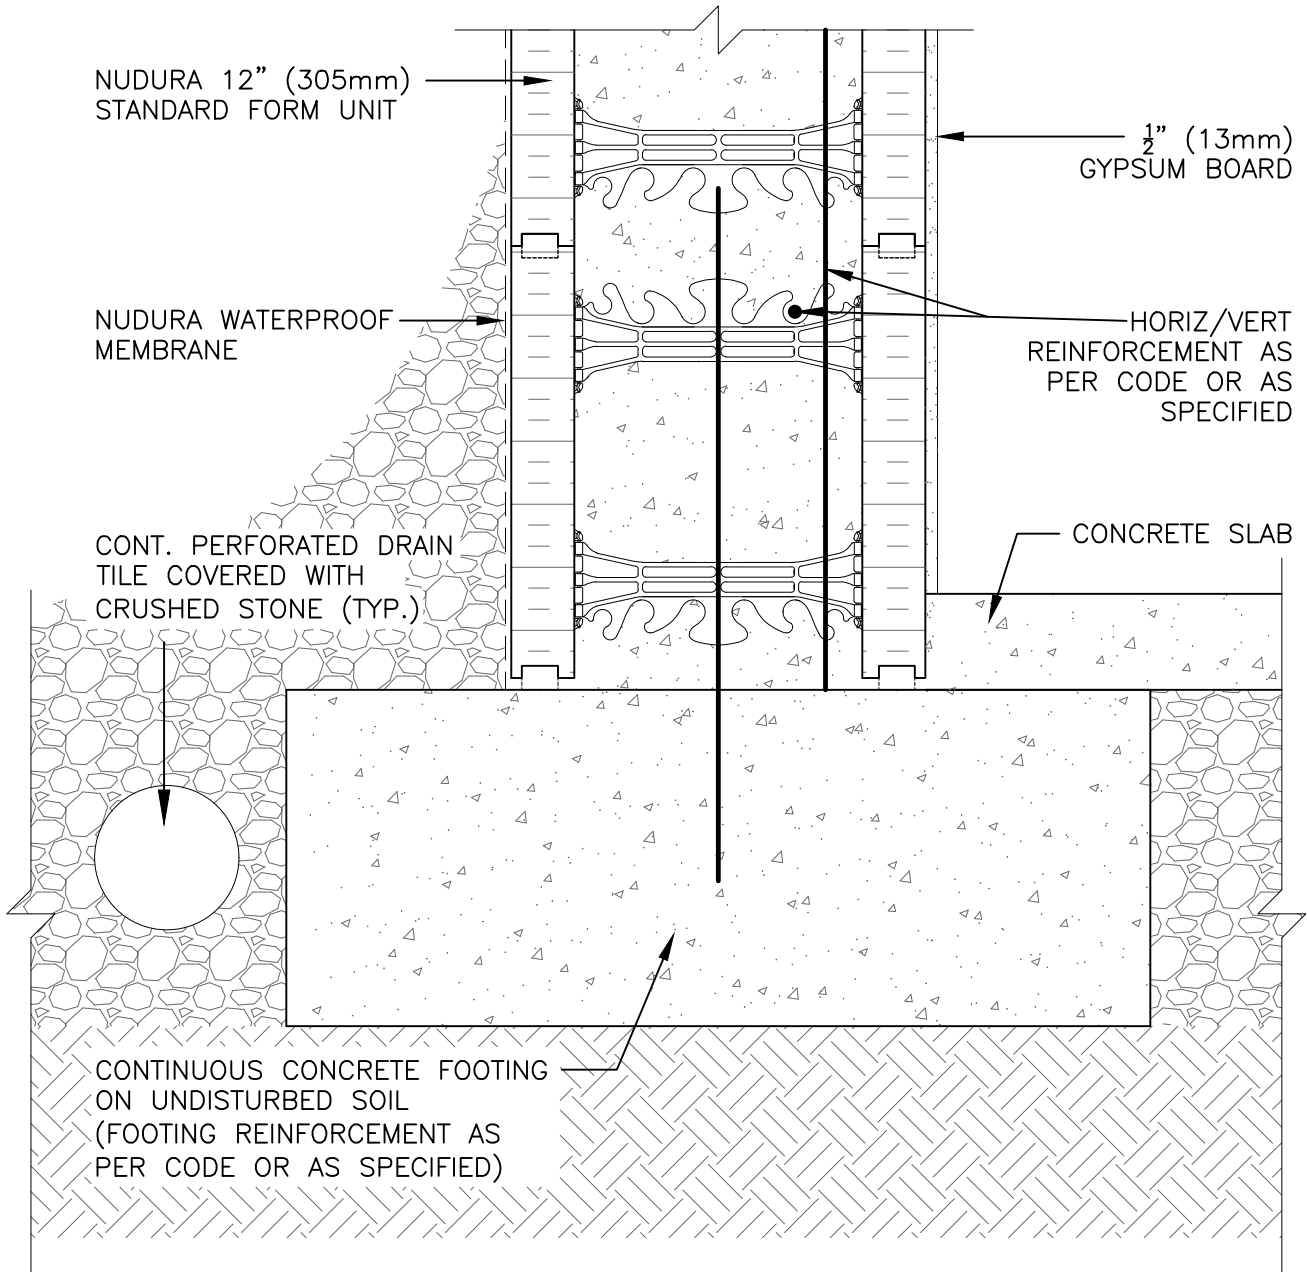 NUDURA 12” (305mm)
STANDARD FORM UNIT
½” (13mm)
GYPSUM BOARD
NUDURA WATERPROOF
MEMBRANE
HORIZ/VERT
REINFORCEMENT AS
PER CODE OR AS
SPECIFIED
CONT. PERFORATED DRAIN
TILE COVERED WITH
CRUSHED STONE (TYP.)
CONCRETE SLAB
CONTINUOUS CONCRETE FOOTING
ON UNDISTURBED SOIL
(FOOTING REINFORCEMENT AS
PER CODE OR AS SPECIFIED)